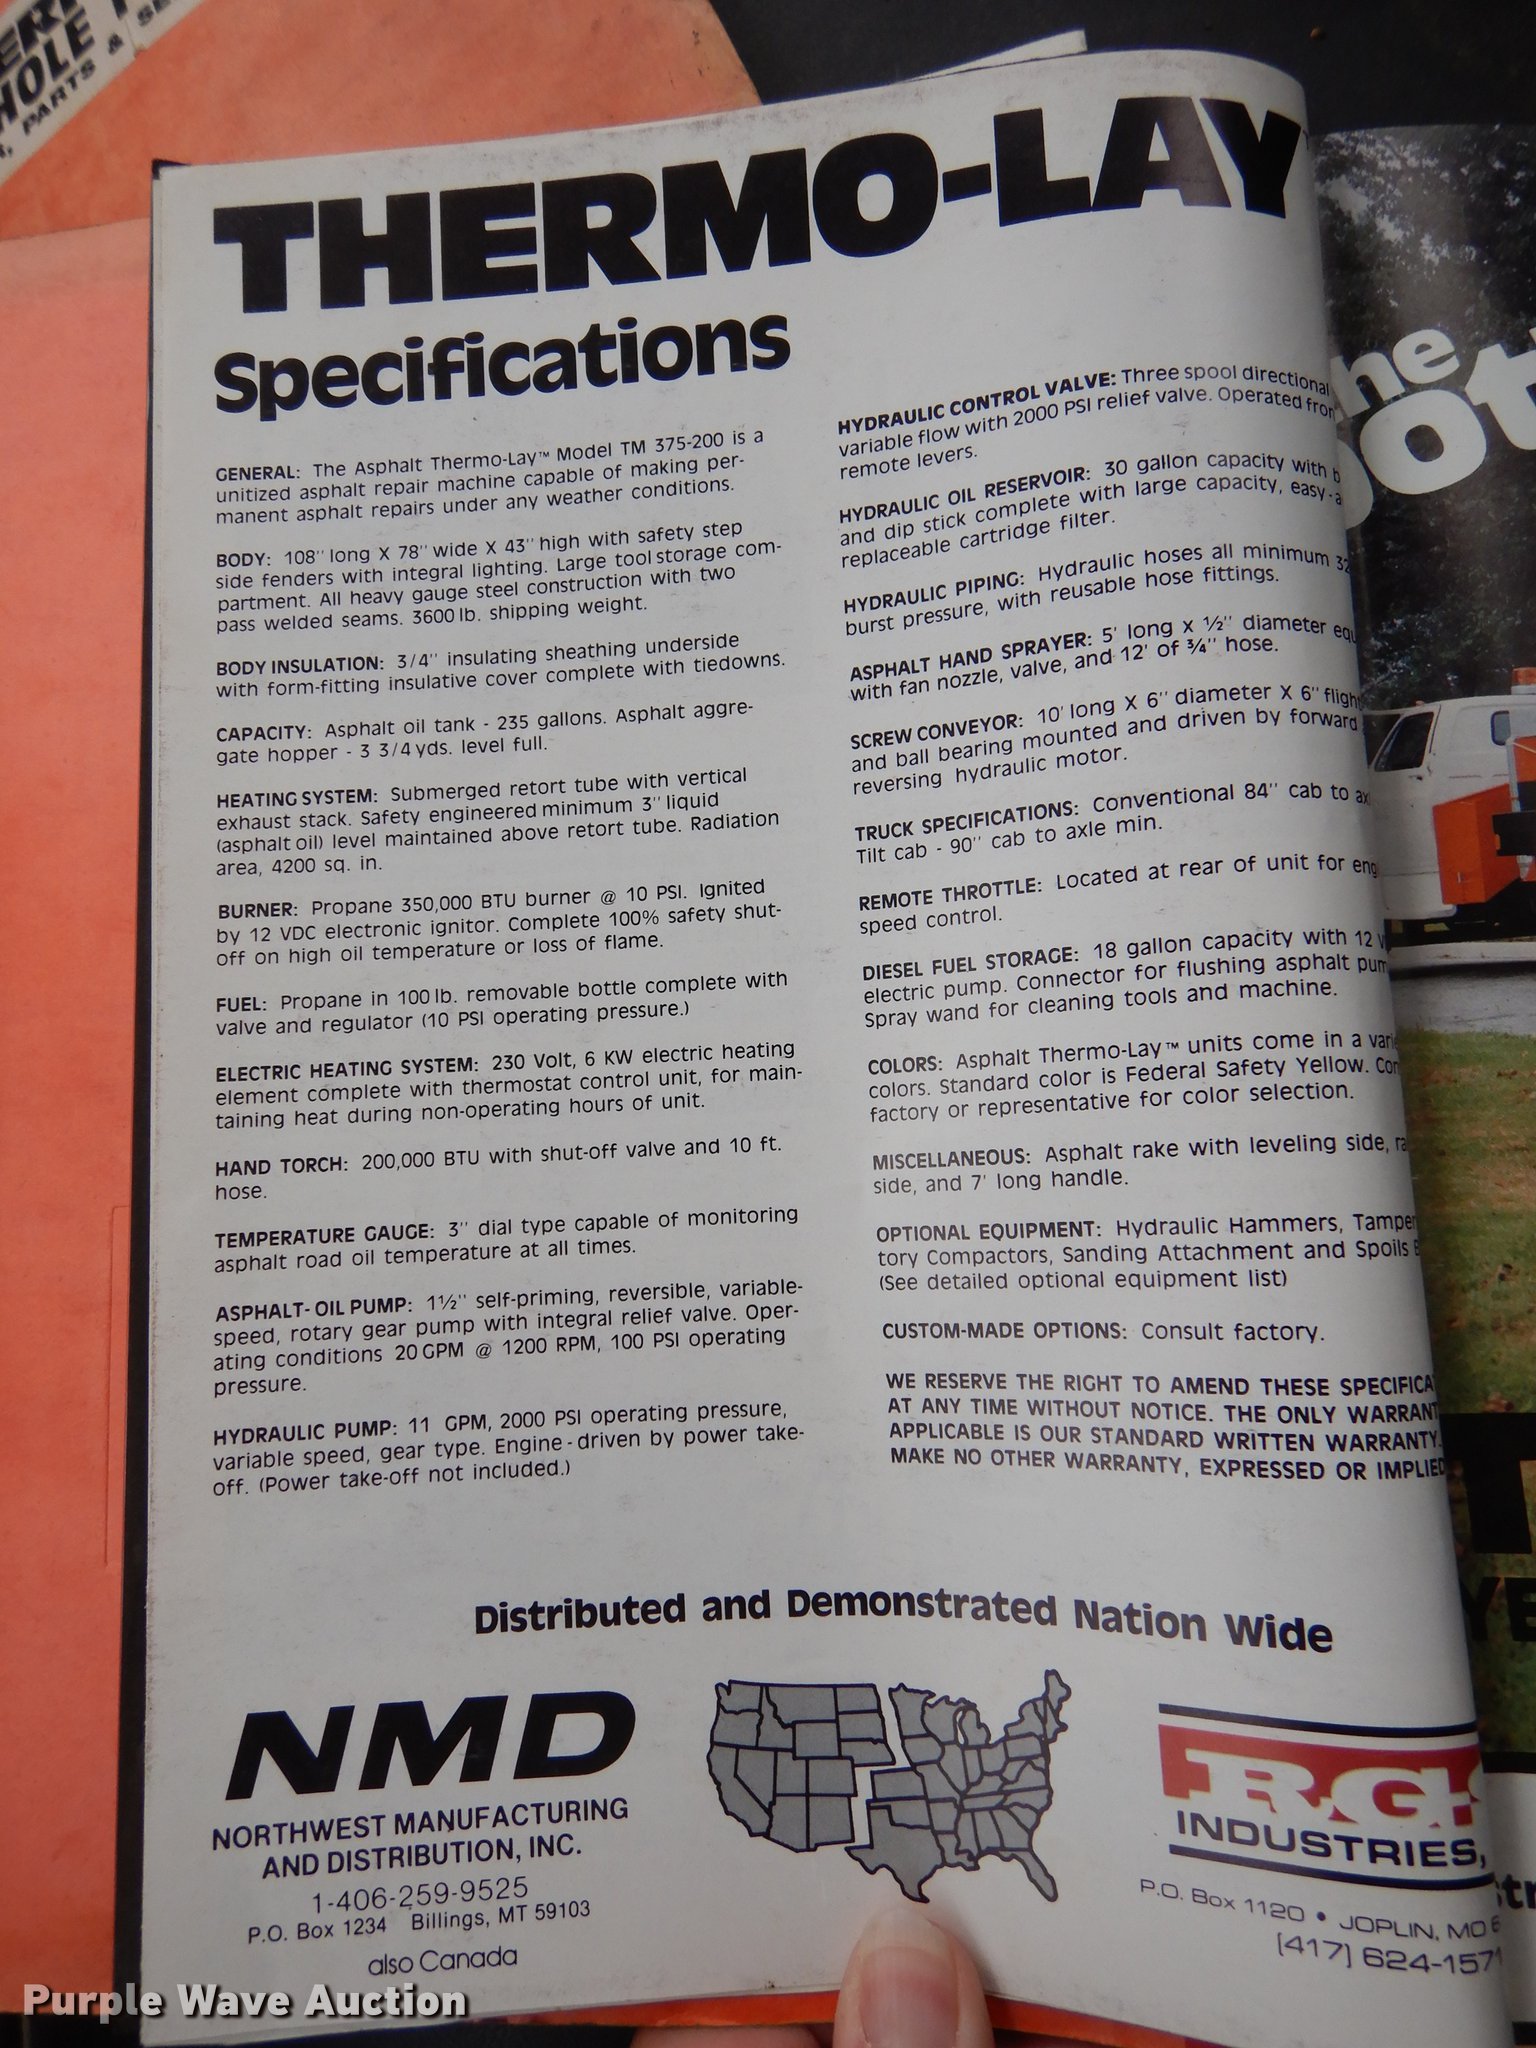 HOLE
PARTS &
THERMO-LAY
Specifications
GENERAL: The Asphalt Thermo-Lay™ Model TM 375-200 is a
unitized asphalt repair machine capable of making per-
manent asphalt repairs under any weather conditions.
BODY: 108'' long X 78'' wide X 43'' high with safety step
side fenders with integral lighting. Large tool storage com-
partment. All heavy gauge steel construction with two
pass welded seams. 3600 lb. shipping weight.
BODY INSULATION: 3/4'' insulating sheathing underside
with form-fitting insulative cover complete with tiedowns.
CAPACITY: Asphalt oil tank - 235 gallons. Asphalt aggre-
gate hopper - 3 3/4 yds. level full.
HEATING SYSTEM: Submerged retort tube with vertical
exhaust stack. Safety engineered minimum 3'' liquid
(asphalt oil) level maintained above retort tube. Radiation
area, 4200 sq. in.
BURNER: Propane 350,000 BTU burner @ 10 PSI. Ignited
by 12 VDC electronic ignitor. Complete 100% safety shut-
off on high oil temperature or loss of flame.
FUEL: Propane in 100 lb. removable bottle complete with
valve and regulator (10 PSI operating pressure.)
ELECTRIC HEATING SYSTEM: 230 Volt, 6 KW electric heating
element complete with thermostat control unit, for main-
taining heat during non-operating hours of unit.
HAND TORCH: 200,000 BTU with shut-off valve and 10 ft.
hose.
TEMPERATURE GAUGE: 3'' dial type capable of monitoring
asphalt road oil temperature at all times.
ASPHALT-OIL PUMP: 1½'' self-priming, reversible, variable-
speed, rotary gear pump with integral relief valve. Oper-
ating conditions 20 GPM @ 1200 RPM, 100 PSI operating
pressure.
HYDRAULIC PUMP: 11 GPM, 2000 PSI operating pressure,
variable speed, gear type. Engine-driven by power take-
off. (Power take-off not included.)
HYDRAULIC CONTROL VALVE: Three spool directional
variable flow with 2000 PSI relief valve. Operated from
remote levers.
HYDRAULIC OIL RESERVOIR: 30 gallon capacity with
and dip stick complete with large capacity, easy-
replaceable cartridge filter.
HYDRAULIC PIPING: Hydraulic hoses all minimum
burst pressure, with reusable hose fittings.
ASPHALT HAND SPRAYER: 5' long x ½'' diameter
with fan nozzle, valve, and 12' of ¾'' hose.
SCREW CONVEYOR: 10' long X 6'' diameter X 6'' flight
and ball bearing mounted and driven by forward
reversing hydraulic motor.
TRUCK SPECIFICATIONS: Conventional 84'' cab to
Tilt cab - 90'' cab to axle min.
REMOTE THROTTLE: Located at rear of unit for
speed control.
DIESEL FUEL STORAGE: 18 gallon capacity with 12
electric pump. Connector for flushing asphalt pum
Spray wand for cleaning tools and machine.
COLORS: Asphalt Thermo-Lay™ units come in a
colors. Standard color is Federal Safety Yellow.
factory or representative for color selection.
MISCELLANEOUS: Asphalt rake with leveling side,
side, and 7' long handle.
OPTIONAL EQUIPMENT: Hydraulic Hammers, Tamper
tory Compactors, Sanding Attachment and Spoils
(See detailed optional equipment list)
CUSTOM-MADE OPTIONS: Consult factory.
WE RESERVE THE RIGHT TO AMEND THESE SPECIFICA
AT ANY TIME WITHOUT NOTICE. THE ONLY WARRANT
APPLICABLE IS OUR STANDARD WRITTEN WARRANTY.
MAKE NO OTHER WARRANTY, EXPRESSED OR IMPLIED
Distributed and Demonstrated Nation Wide
NMD
NORTHWEST MANUFACTURING
AND DISTRIBUTION, INC.
1-406-259-9525
P.O. Box 1234 Billings, MT 59103
also Canada
INDUSTRIES,
P.O. Box 1120 • JOPLIN, MO
(417) 624-1571
Purple Wave Auction